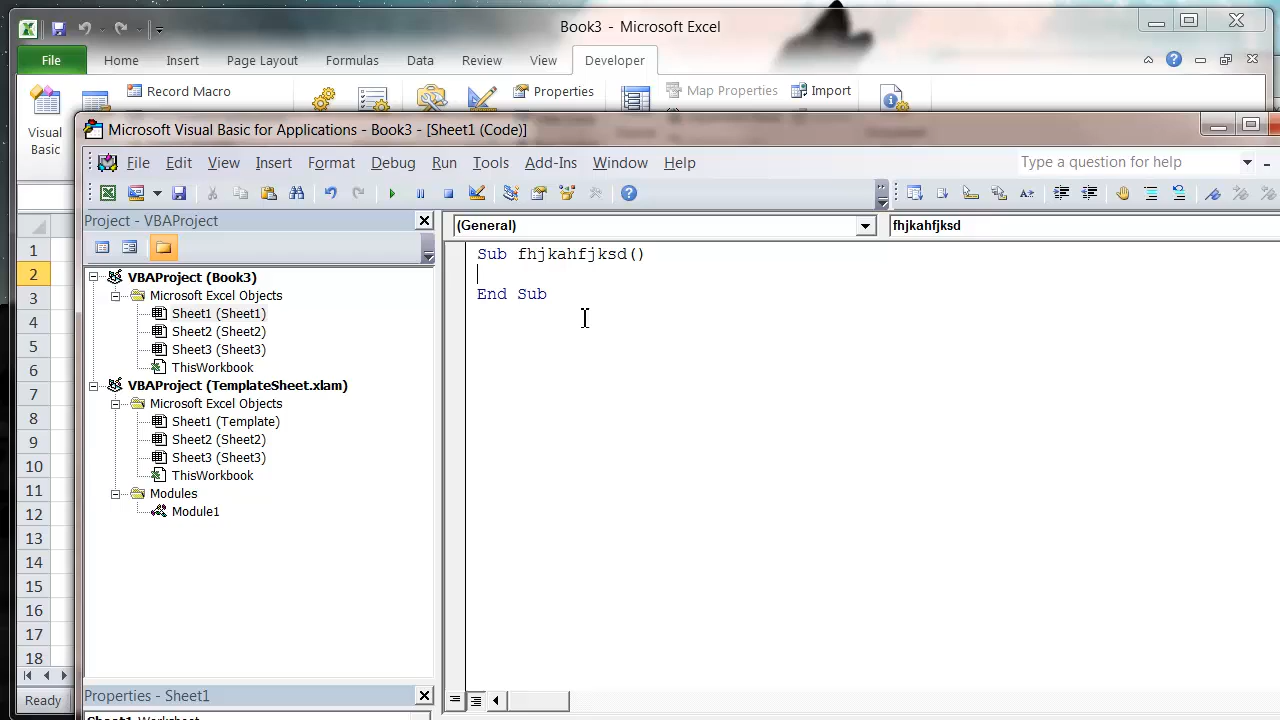 Book3 - Microsoft Excel
File Home Insert Page Layout Formulas Data Review View Developer
Record Macro
Properties
Map Properties
Import
Visual
Basic
Microsoft Visual Basic for Applications - Book3 - [Sheet1 (Code)]
File Edit View Insert Format Debug Run Tools Add-Ins Window Help
Type a question for help
Project - VBAProject
(General)
fhjkahfjksd
VBAProject (Book3)
Microsoft Excel Objects
Sheet1 (Sheet1)
Sheet2 (Sheet2)
Sheet3 (Sheet3)
ThisWorkbook
VBAProject (TemplateSheet.xlam)
Microsoft Excel Objects
Sheet1 (Template)
Sheet2 (Sheet2)
Sheet3 (Sheet3)
ThisWorkbook
Modules
Module1
Sub fhjkahfjksd()
End Sub
1
2
3
4
5
6
7
8
9
10
11
12
13
14
15
16
17
18
Properties - Sheet1
Sheet1 Worksheet
Ready